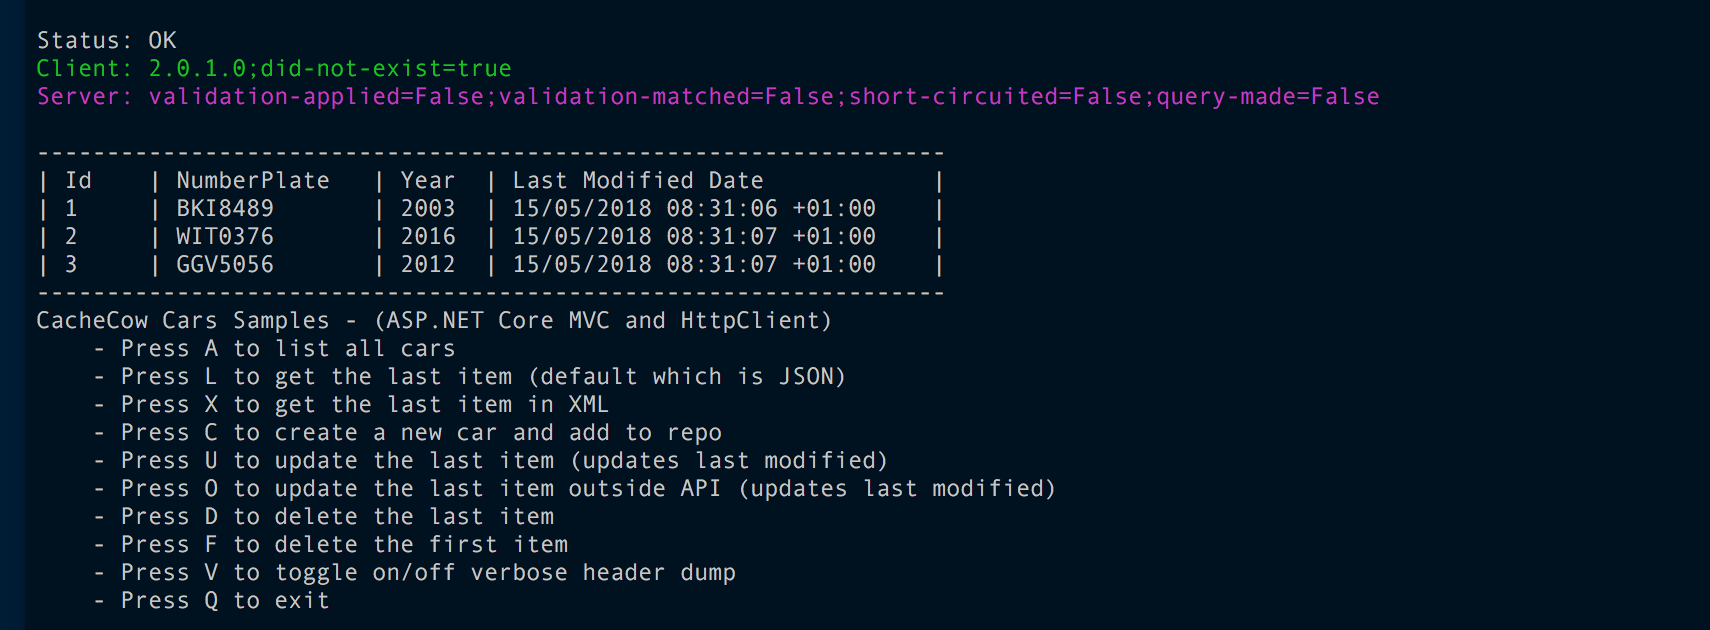 Status: OK
Client: 2.0.1.0;did-not-exist=true
Server: validation-applied=False;validation-matched=False;short-circuited=False;query-made=False
-----------------------------------------------------------------
| Id    | NumberPlate   | Year  | Last Modified Date            |
| 1     | BKI8489       | 2003  | 15/05/2018 08:31:06 +01:00    |
| 2     | WIT0376       | 2016  | 15/05/2018 08:31:07 +01:00    |
| 3     | GGV5056       | 2012  | 15/05/2018 08:31:07 +01:00    |
-----------------------------------------------------------------
CacheCow Cars Samples - (ASP.NET Core MVC and HttpClient)
    - Press A to list all cars
    - Press L to get the last item (default which is JSON)
    - Press X to get the last item in XML
    - Press C to create a new car and add to repo
    - Press U to update the last item (updates last modified)
    - Press O to update the last item outside API (updates last modified)
    - Press D to delete the last item
    - Press F to delete the first item
    - Press V to toggle on/off verbose header dump
    - Press Q to exit